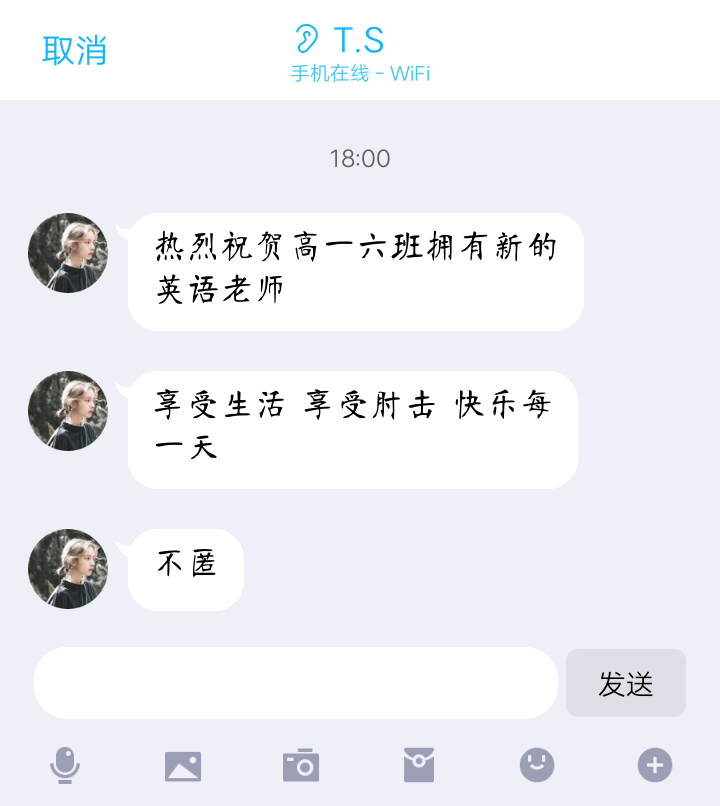 取消
T.S
手机在线 - WiFi
18:00
热烈祝贺高一六班拥有新的
英语老师
享受生活 享受肘击 快乐每
一天
不匿
发送